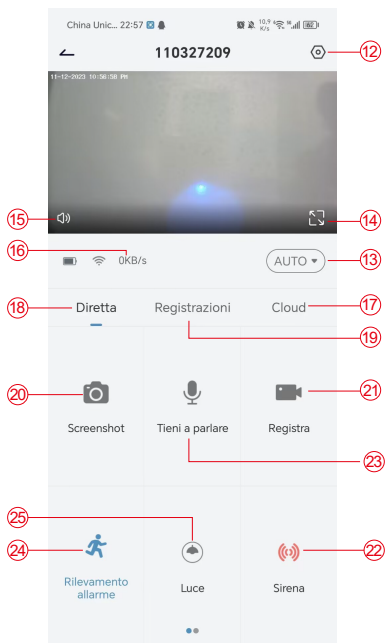 China Unic... 22:57
10,9 K/s
110327209
12
11-12-2023 10:56:58 PM
15
14
16
0KB/s
AUTO
13
18
Diretta
Registrazioni
Cloud
17
19
20
21
Screenshot
Tieni a parlare
Registra
23
25
24
22
Rilevamento
allarme
Luce
Sirena